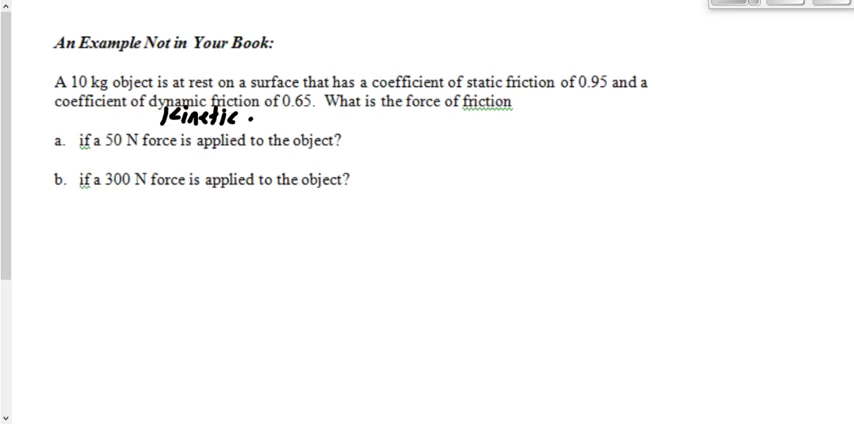 An Example Not in Your Book:
A 10 kg object is at rest on a surface that has a coefficient of static friction of 0.95 and a
coefficient of dynamic friction of 0.65. What is the force of friction
Kinetic.
a. if a 50 N force is applied to the object?
b. if a 300 N force is applied to the object?